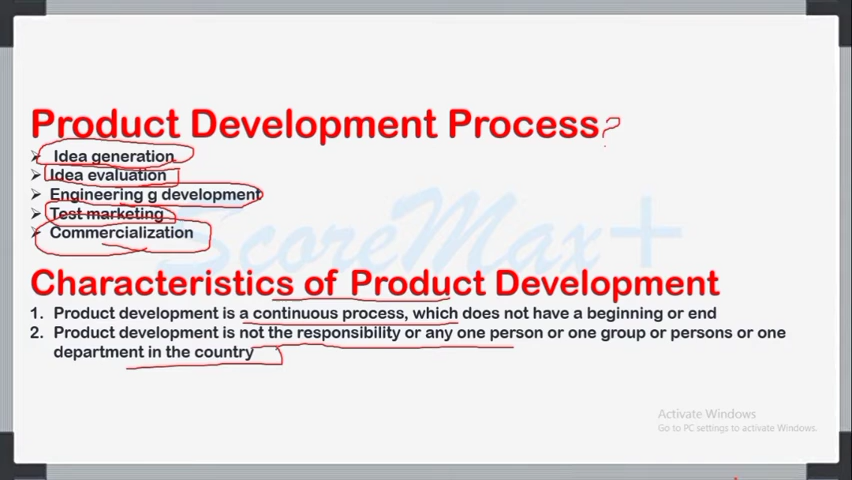 Product Development Process?
➢ Idea generation
➢ Idea evaluation
➢ Engineering g development
➢ Test marketing
➢ Commercialization
ScoreMax+
Characteristics of Product Development
1. Product development is a continuous process, which does not have a beginning or end
2. Product development is not the responsibility or any one person or one group or persons or one
department in the country
Activate Windows
Go to PC settings to activate Windows.